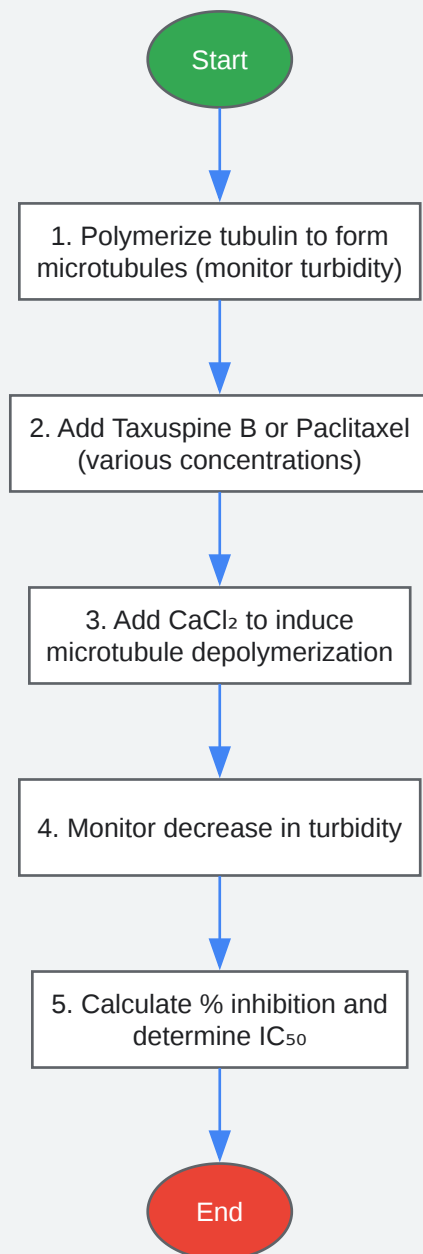 Start
1. Polymerize tubulin to form
microtubules (monitor turbidity)
2. Add Taxuspine B or Paclitaxel
(various concentrations)
3. Add CaCl₂ to induce
microtubule depolymerization
4. Monitor decrease in turbidity
5. Calculate % inhibition and
determine IC₅₀
End